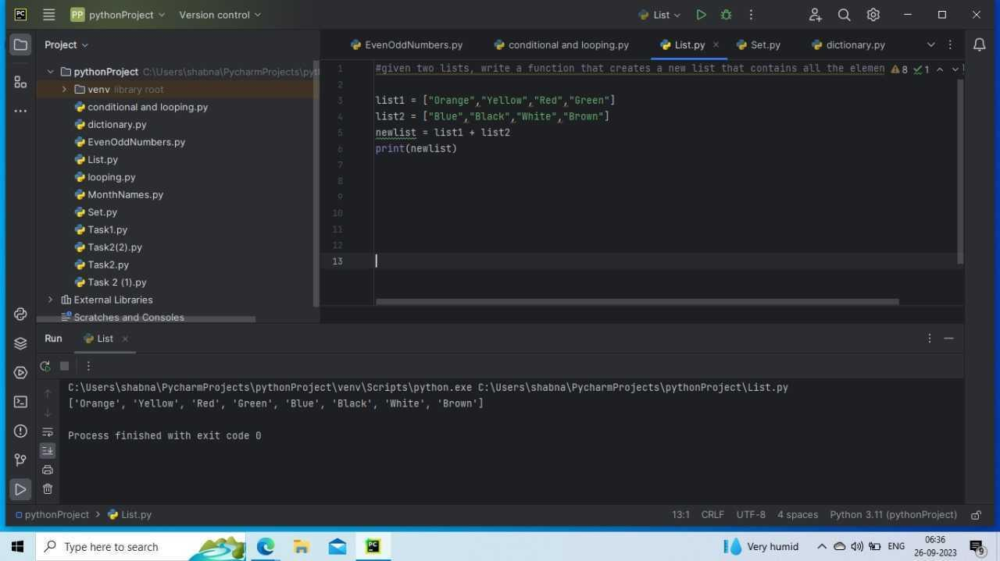 PC
PP pythonProject Version control List
Project
EvenOddNumbers.py conditional and looping.py List.py Set.py dictionary.py
pythonProject C:\Users\shabna\PycharmProjects\pyt
venv library root
conditional and looping.py
dictionary.py
EvenOddNumbers.py
List.py
looping.py
MonthNames.py
Set.py
Task1.py
Task2(2).py
Task2.py
Task 2 (1).py
External Libraries
Scratches and Consoles
1 #given two lists, write a function that creates a new list that contains all the elemen 8 1
2
3 list1 = ["Orange","Yellow","Red","Green"]
4 list2 = ["Blue","Black","White","Brown"]
5 newlist = list1 + list2
6 print(newlist)
7
8
9
10
11
12
13
Run List
C:\Users\shabna\PycharmProjects\pythonProject\venv\Scripts\python.exe C:\Users\shabna\PycharmProjects\pythonProject\List.py
['Orange', 'Yellow', 'Red', 'Green', 'Blue', 'Black', 'White', 'Brown']
Process finished with exit code 0
pythonProject > List.py 13:1 CRLF UTF-8 4 spaces Python 3.11 (pythonProject)
Type here to search PC Very humid ENG 06:36
26-09-2023 9